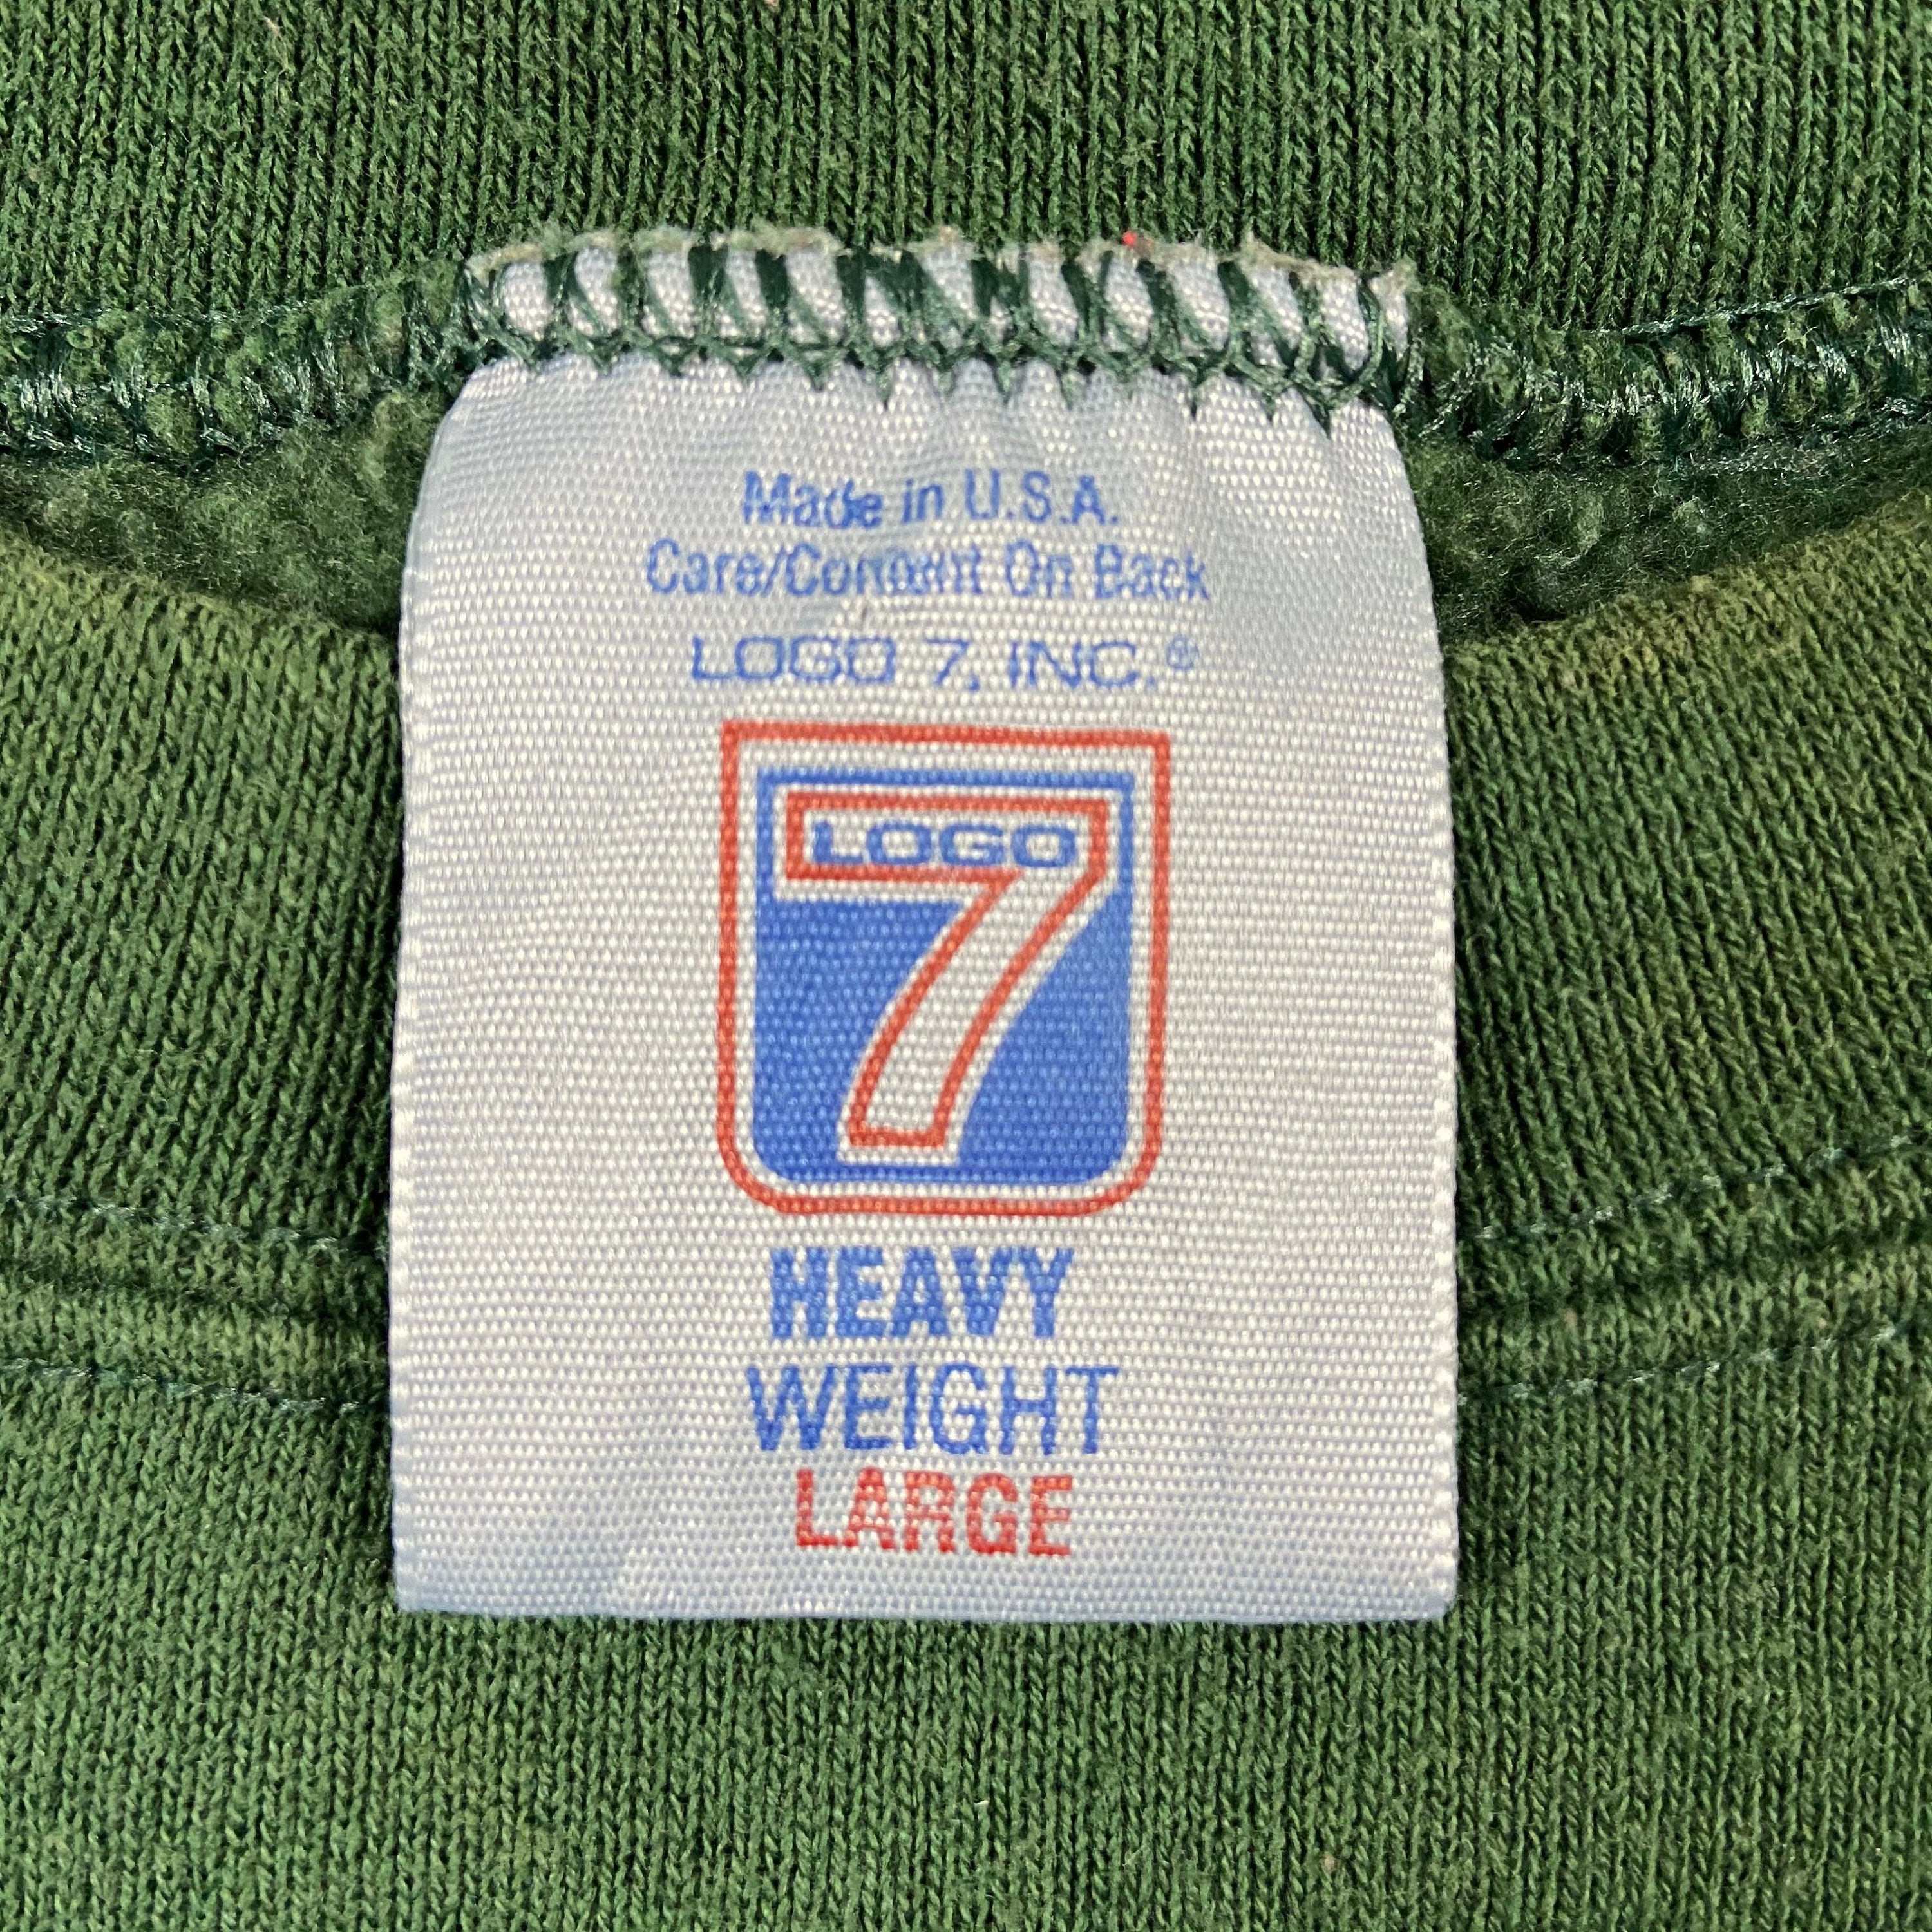 Made in U.S.A.
Care/Content On Back
LOGO 7, INC.®
LOGO
7
HEAVY
WEIGHT
LARGE